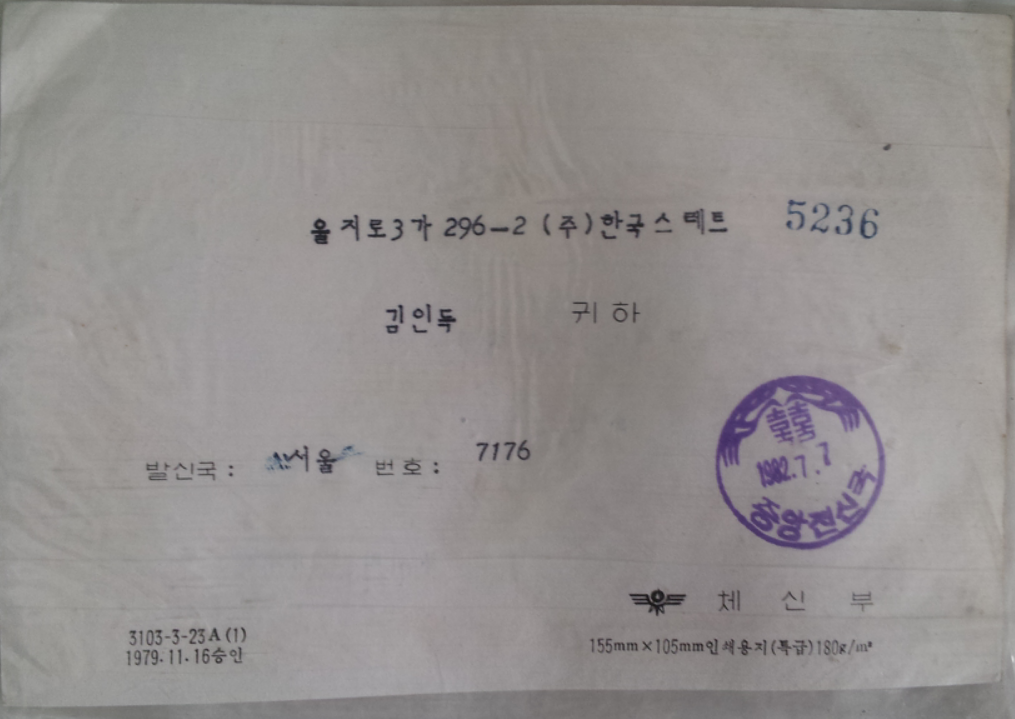 을지로3가 296-2 (주)한국스테트 5236
김인득 귀하
발신국: 서울 번호: 7176
囍
1982.7.7
중앙전신국
체신부
3103-3-23A(1)
1979.11.16승인
155mm×105mm인쇄용지(특급)180g/m²